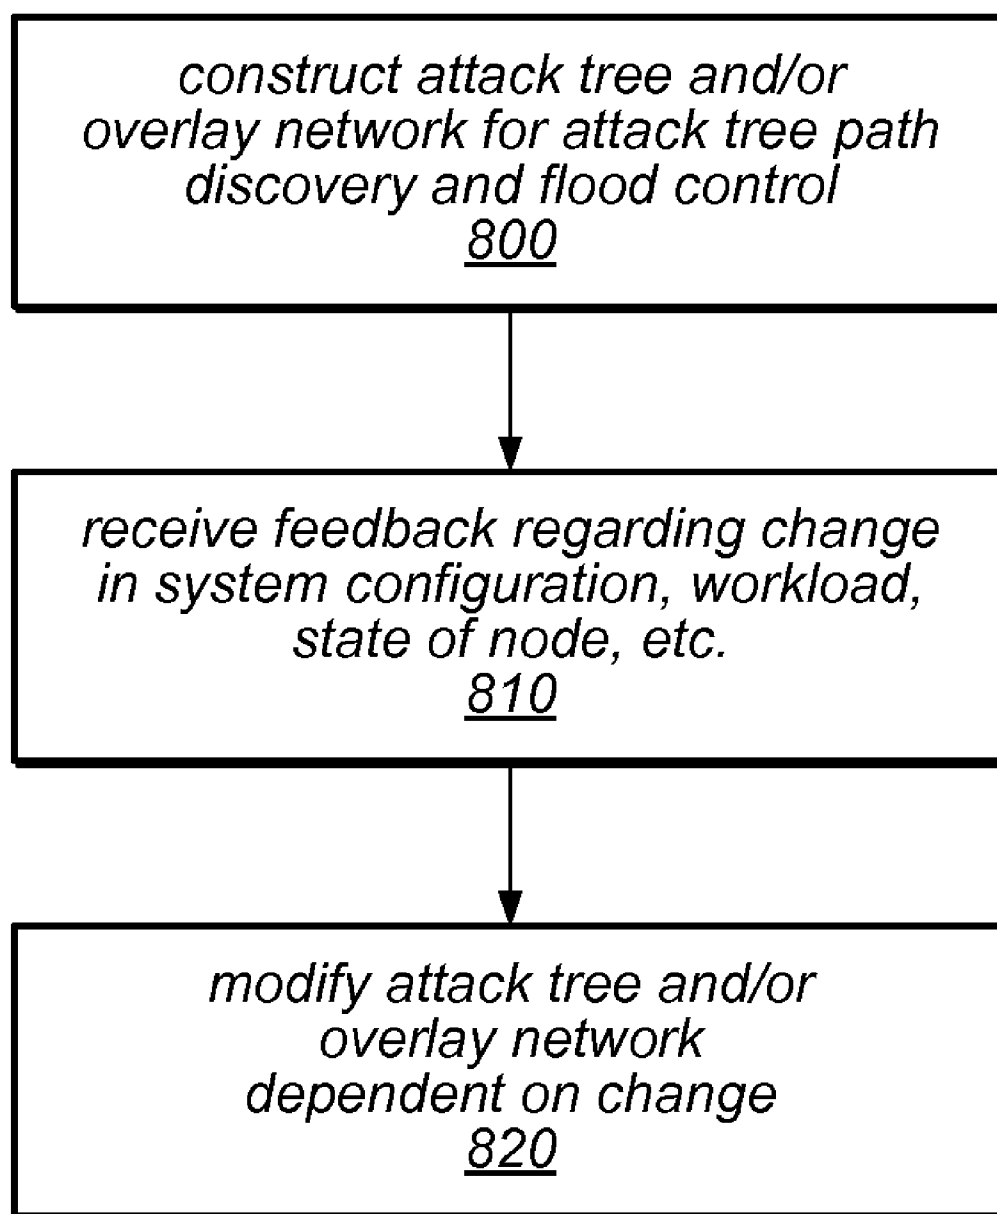 construct attack tree and/or
overlay network for attack tree path
discovery and flood control
800
receive feedback regarding change
in system configuration, workload,
state of node, etc.
810
modify attack tree and/or
overlay network
dependent on change
820